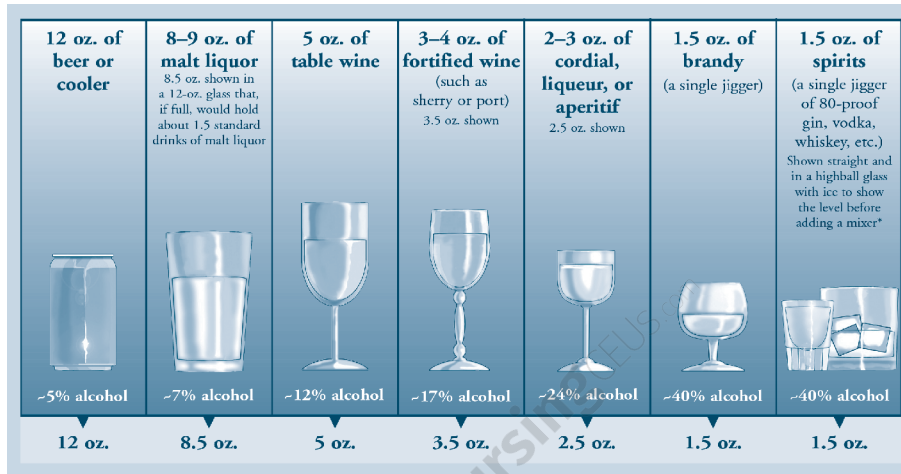 12 oz. of
beer or
cooler
8–9 oz. of
malt liquor
8.5 oz. shown in
a 12-oz. glass that,
if full, would hold
about 1.5 standard
drinks of malt liquor
5 oz. of
table wine
3–4 oz. of
fortified wine
(such as
sherry or port)
3.5 oz. shown
2–3 oz. of
cordial,
liqueur, or
aperitif
2.5 oz. shown
1.5 oz. of
brandy
(a single jigger)
1.5 oz. of
spirits
(a single jigger
of 80-proof
gin, vodka,
whiskey, etc.)
Shown straight and
in a highball glass
with ice to show
the level before
adding a mixer*
~5% alcohol
~7% alcohol
~12% alcohol
~17% alcohol
~24% alcohol
~40% alcohol
~40% alcohol
12 oz.
8.5 oz.
5 oz.
3.5 oz.
2.5 oz.
1.5 oz.
1.5 oz.